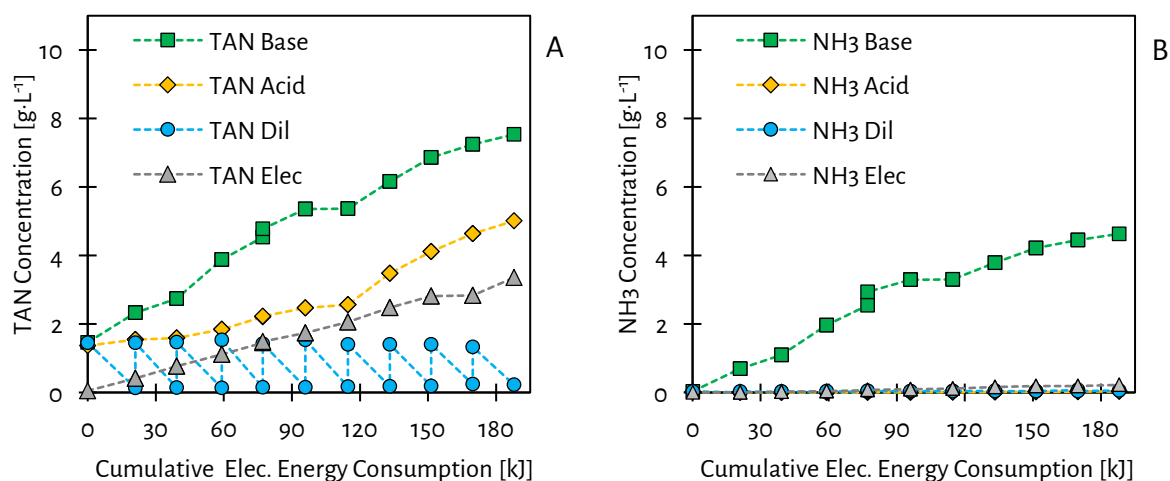 TAN Base
TAN Acid
TAN Dil
TAN Elec
A
TAN Concentration [g·L⁻¹]
10
8
6
4
2
0
0 30 60 90 120 150 180
Cumulative Elec. Energy Consumption [kJ]
NH3 Base
NH3 Acid
NH3 Dil
NH3 Elec
B
NH3 Concentration [g·L⁻¹]
10
8
6
4
2
0
0 30 60 90 120 150 180
Cumulative Elec. Energy Consumption [kJ]